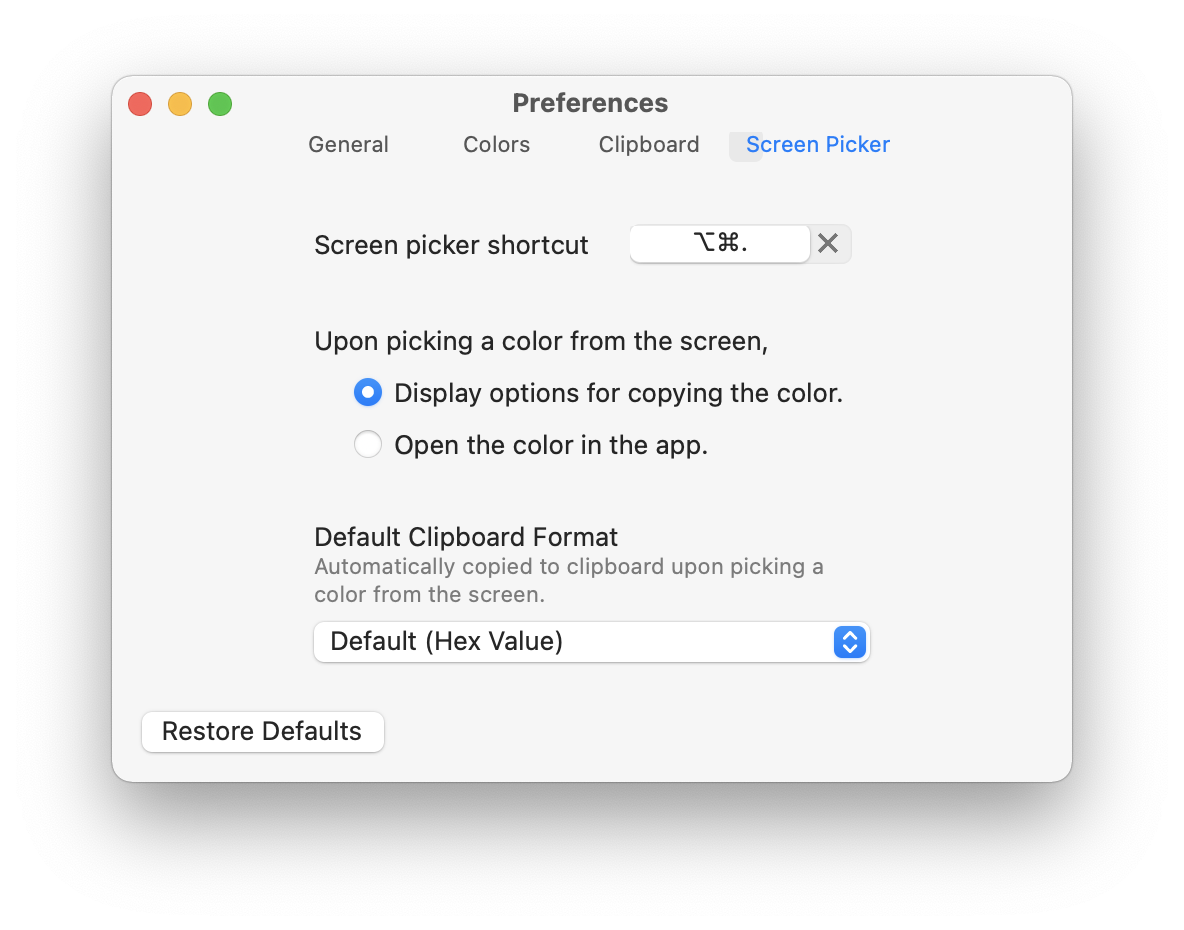 Preferences
General Colors Clipboard Screen Picker
Screen picker shortcut ⌥⌘.
Upon picking a color from the screen,
Display options for copying the color.
Open the color in the app.
Default Clipboard Format
Automatically copied to clipboard upon picking a
color from the screen.
Default (Hex Value)
Restore Defaults